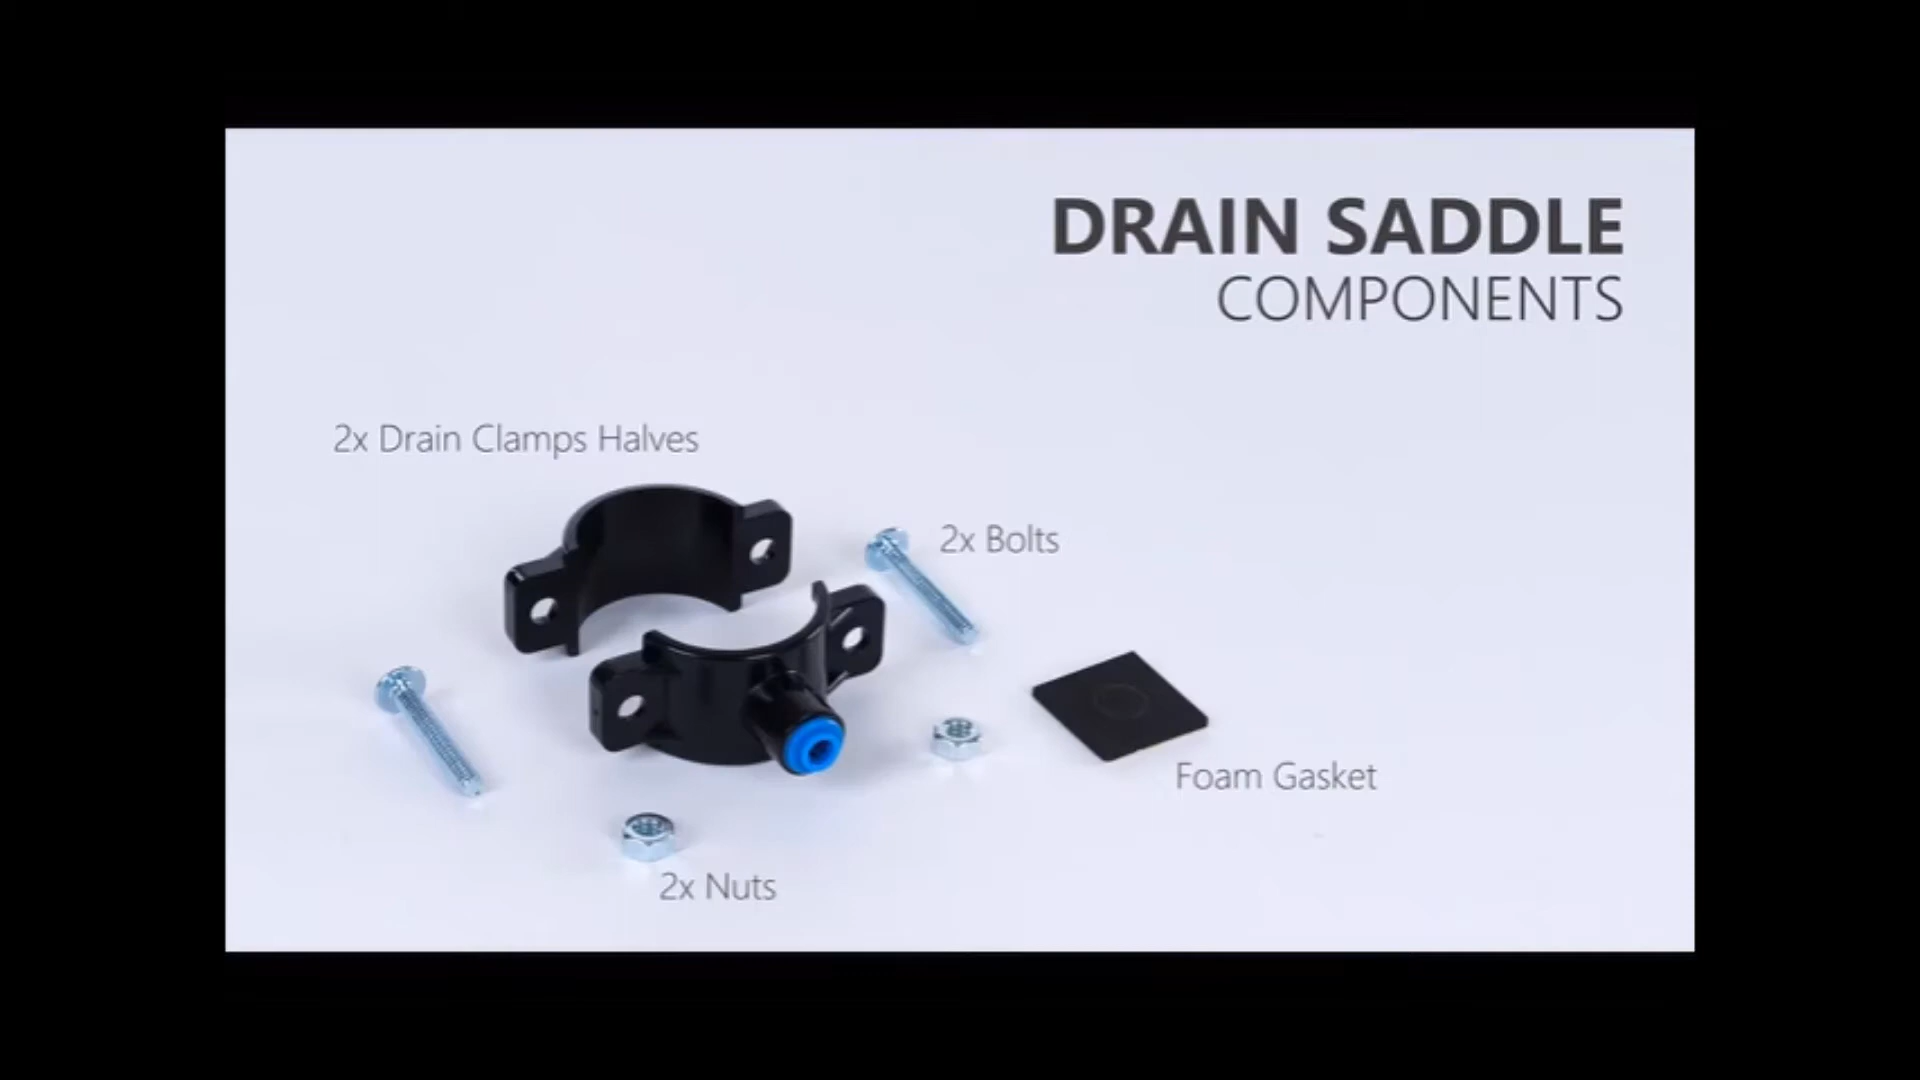 DRAIN SADDLE
COMPONENTS
2x Drain Clamps Halves
2x Bolts
Foam Gasket
2x Nuts